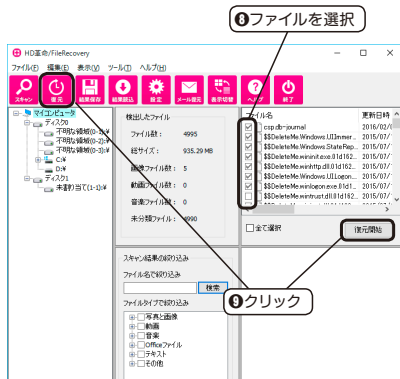 ❽ファイルを選択
HD革命/FileRecovery
ファイル(F) 編集(E) 表示(V) ツール(T) ヘルプ(H)
スキャン 復元 結果保存 結果読込 設定 メール復元 表示切替 ヘルプ 終了
マイコンピュータ
ディスク0
不明な領域(0-1):¥
不明な領域(0-2):¥
不明な領域(0-3):¥
C:¥
D:¥
ディスク1
未割り当て(1-1):¥
検出したファイル
ファイル数: 4995
総サイズ: 935.29 MB
画像ファイル数: 5
動画ファイル数: 0
音楽ファイル数: 0
未分類ファイル: 4990
ファイル名 更新日時
csp.db-journal 2016/02/
$$DeleteMe.Windows.UI.Immer... 2015/07/
$$DeleteMe.Windows.StateRep... 2015/07/
$$DeleteMe.wininit.exe.01d162... 2015/07/
$$DeleteMe.winhttp.dll.01d162... 2015/07/
$$DeleteMe.Windows.UI.Logon... 2015/07/
$$DeleteMe.winlogon.exe.01d1... 2015/07/
$$DeleteMe.wintrust.dll.01d162... 2015/07/
全て選択 復元開始
スキャン結果の絞り込み
ファイル名で絞り込み
検索
ファイルタイプで絞り込み
写真と画像
動画
音楽
Officeファイル
テキスト
その他
❾クリック